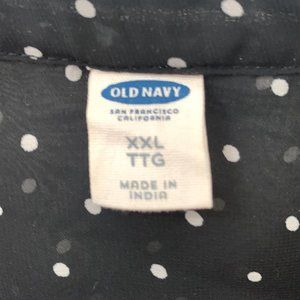 OLD NAVY
SAN FRANCISCO
CALIFORNIA
XXL
TTG
MADE IN
INDIA